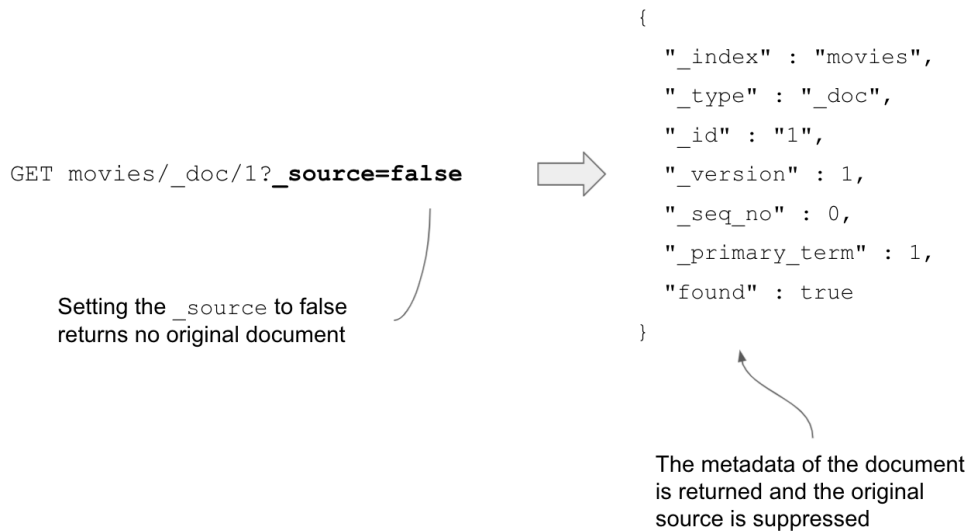 GET movies/_doc/1?_source=false
Setting the _source to false
returns no original document
{
"_index" : "movies",
"_type" : "_doc",
"_id" : "1",
"_version" : 1,
"_seq_no" : 0,
"_primary_term" : 1,
"found" : true
}
The metadata of the document
is returned and the original
source is suppressed